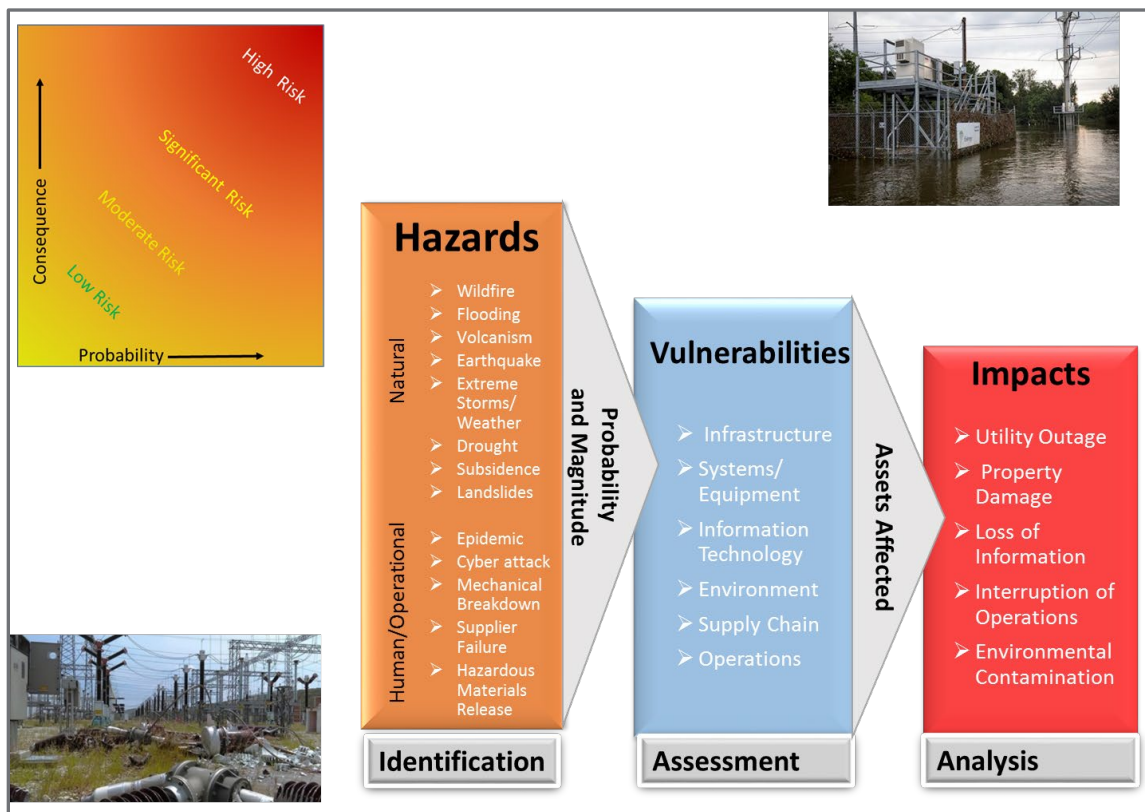 High Risk
Significant Risk
Moderate Risk
Low Risk
Consequence
Probability
Hazards
Natural
Wildfire
Flooding
Volcanism
Earthquake
Extreme
Storms/
Weather
Drought
Subsidence
Landslides
Human/Operational
Epidemic
Cyber attack
Mechanical
Breakdown
Supplier
Failure
Hazardous
Materials
Release
Identification
Probability
and Magnitude
Vulnerabilities
Infrastructure
Systems/
Equipment
Information
Technology
Environment
Supply Chain
Operations
Assessment
Assets Affected
Impacts
Utility Outage
Property
Damage
Loss of
Information
Interruption of
Operations
Environmental
Contamination
Analysis